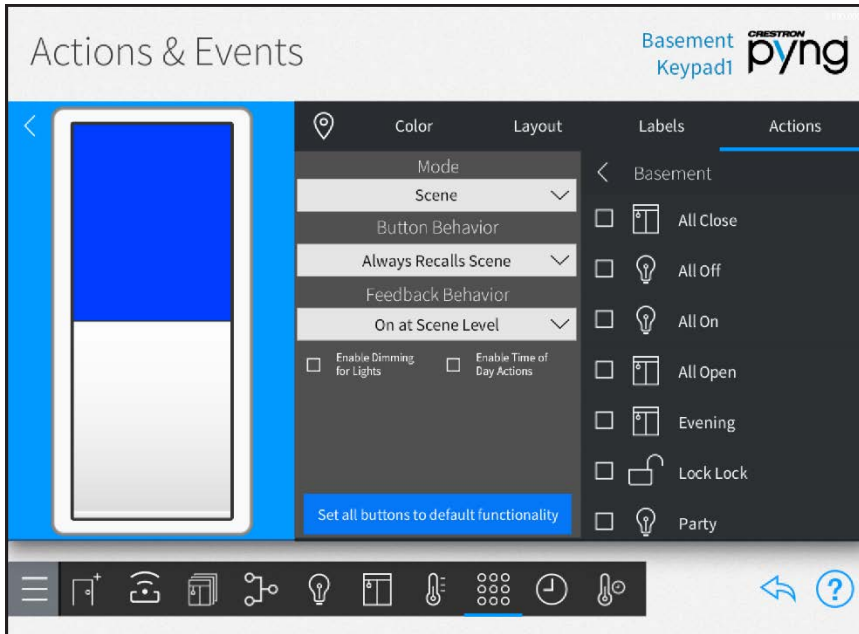 Actions & Events
Basement
Keypad1
CRESTRON
pyng
Color
Layout
Labels
Actions
Mode
Scene
Button Behavior
Always Recalls Scene
Feedback Behavior
On at Scene Level
Enable Dimming
for Lights
Enable Time of
Day Actions
Set all buttons to default functionality
Basement
All Close
All Off
All On
All Open
Evening
Lock Lock
Party
?